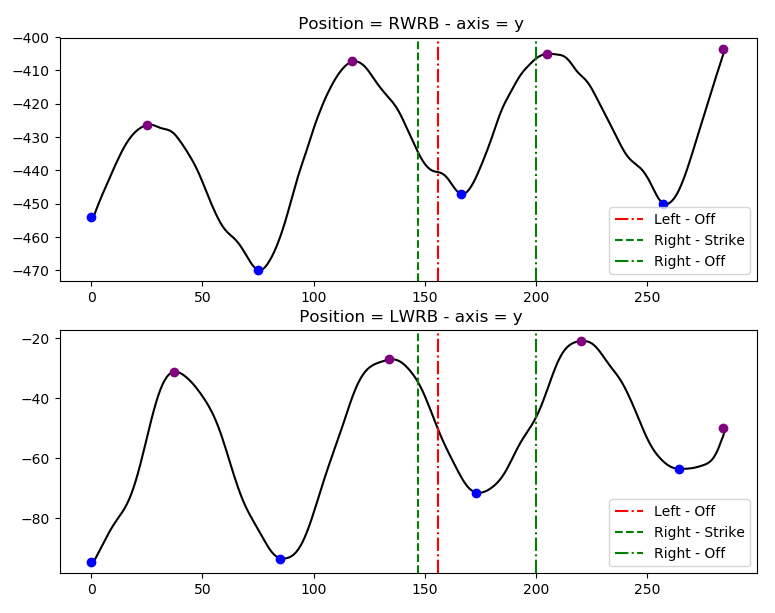 Position = RWRB - axis = y
−400
−410
−420
−430
−440
−450
−460
−470
Left - Off
Right - Strike
Right - Off
0 50 100 150 200 250
Position = LWRB - axis = y
−20
−40
−60
−80
Left - Off
Right - Strike
Right - Off
0 50 100 150 200 250